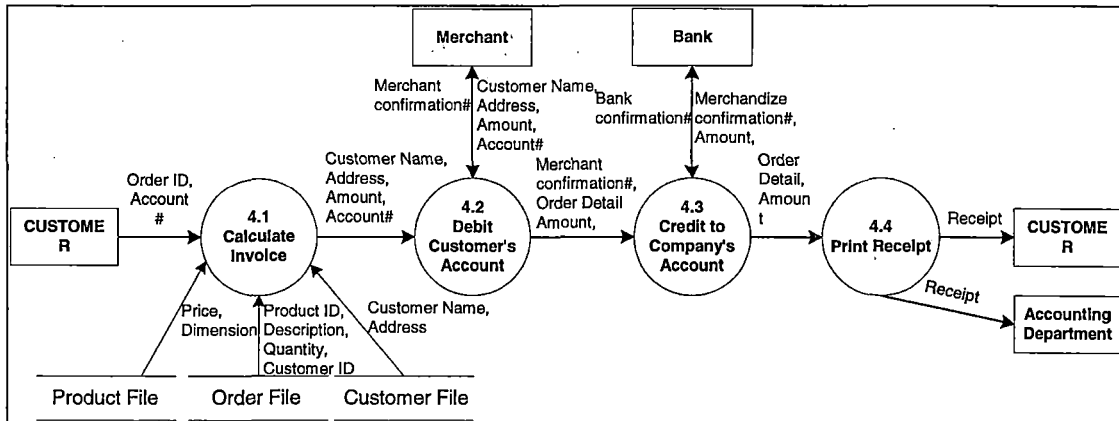 Merchant
Bank
Merchant
confirmation#
Customer Name,
Address,
Amount,
Account#
Bank
confirmation#
Merchandize
confirmation#,
Amount,
Order ID,
Account
#
Customer Name,
Address,
Amount,
Account#
Merchant
confirmation#,
Order Detail
Amount,
Order
Detail,
Amoun
t
CUSTOME
R
4.1
Calculate
Invoice
4.2
Debit
Customer's
Account
4.3
Credit to
Company's
Account
4.4
Print Receipt
Receipt
CUSTOME
R
Receipt
Accounting
Department
Price,
Dimension
Product ID,
Description,
Quantity,
Customer ID
Customer Name,
Address
Product File
Order File
Customer File